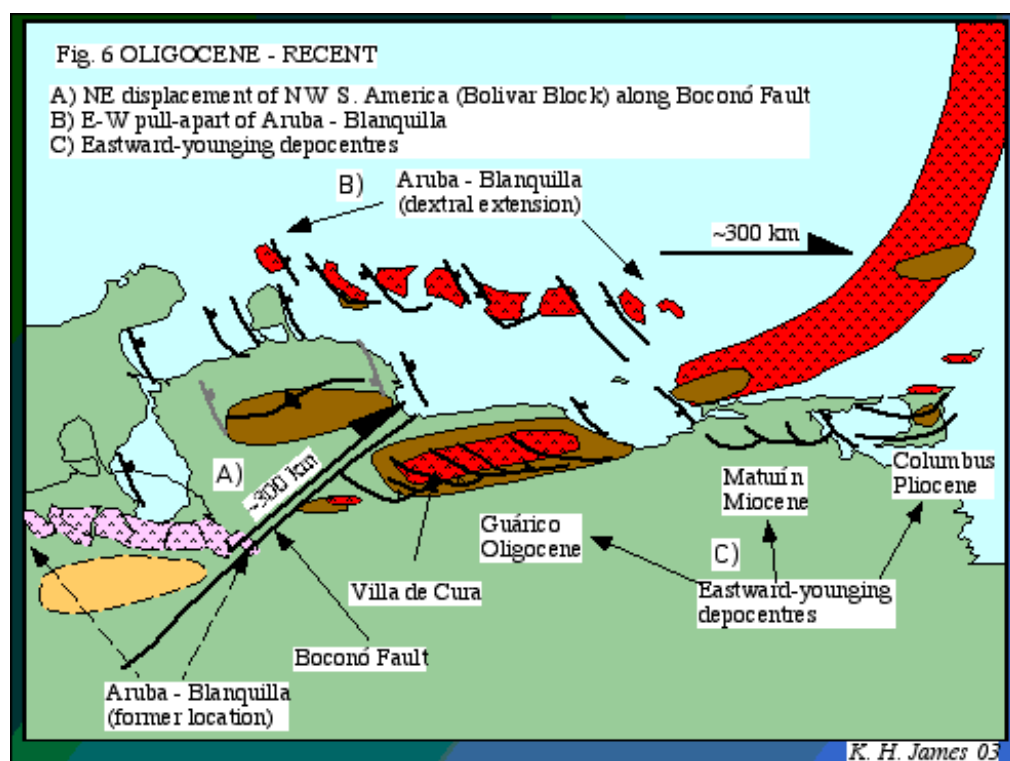 Fig. 6 OLIGOCENE - RECENT
A) NE displacement of NW S. America (Bolivar Block) along Boconó Fault
B) E-W pull-apart of Aruba - Blanquilla
C) Eastward-younging depocentres
B)
Aruba - Blanquilla
(dextral extension)
~300 km
A)
~300 km
Guárico
Oligocene
Maturín
Miocene
Columbus
Pliocene
C)
Villa de Cura
Eastward-younging
depocentres
Boconó Fault
Aruba - Blanquilla
(former location)
K. H. James 03